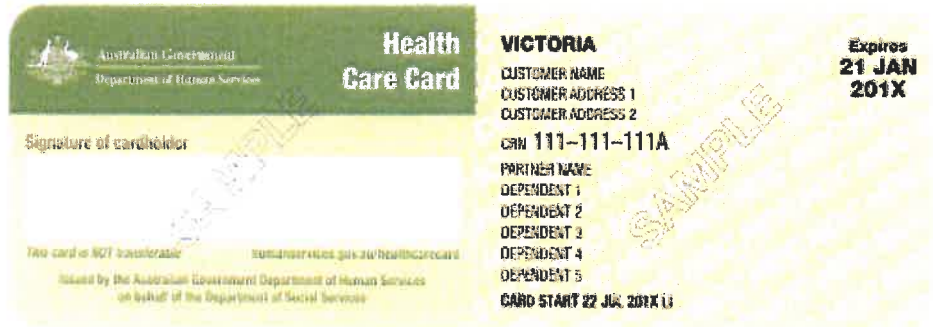 Australian Government
Department of Human Services
Health
Care Card
Signature of cardholder
This card is NOT transferable
humanservices.gov.au/healthcarecard
Issued by the Australian Government Department of Human Services
on behalf of the Department of Social Services
SAMPLE
VICTORIA
CUSTOMER NAME
CUSTOMER ADDRESS 1
CUSTOMER ADDRESS 2
CRN 111-111-111A
PARTNER NAME
DEPENDENT 1
DEPENDENT 2
DEPENDENT 3
DEPENDENT 4
DEPENDENT 5
CARD START 22 JUL 201X LI
Expires
21 JAN
201X
SAMPLE